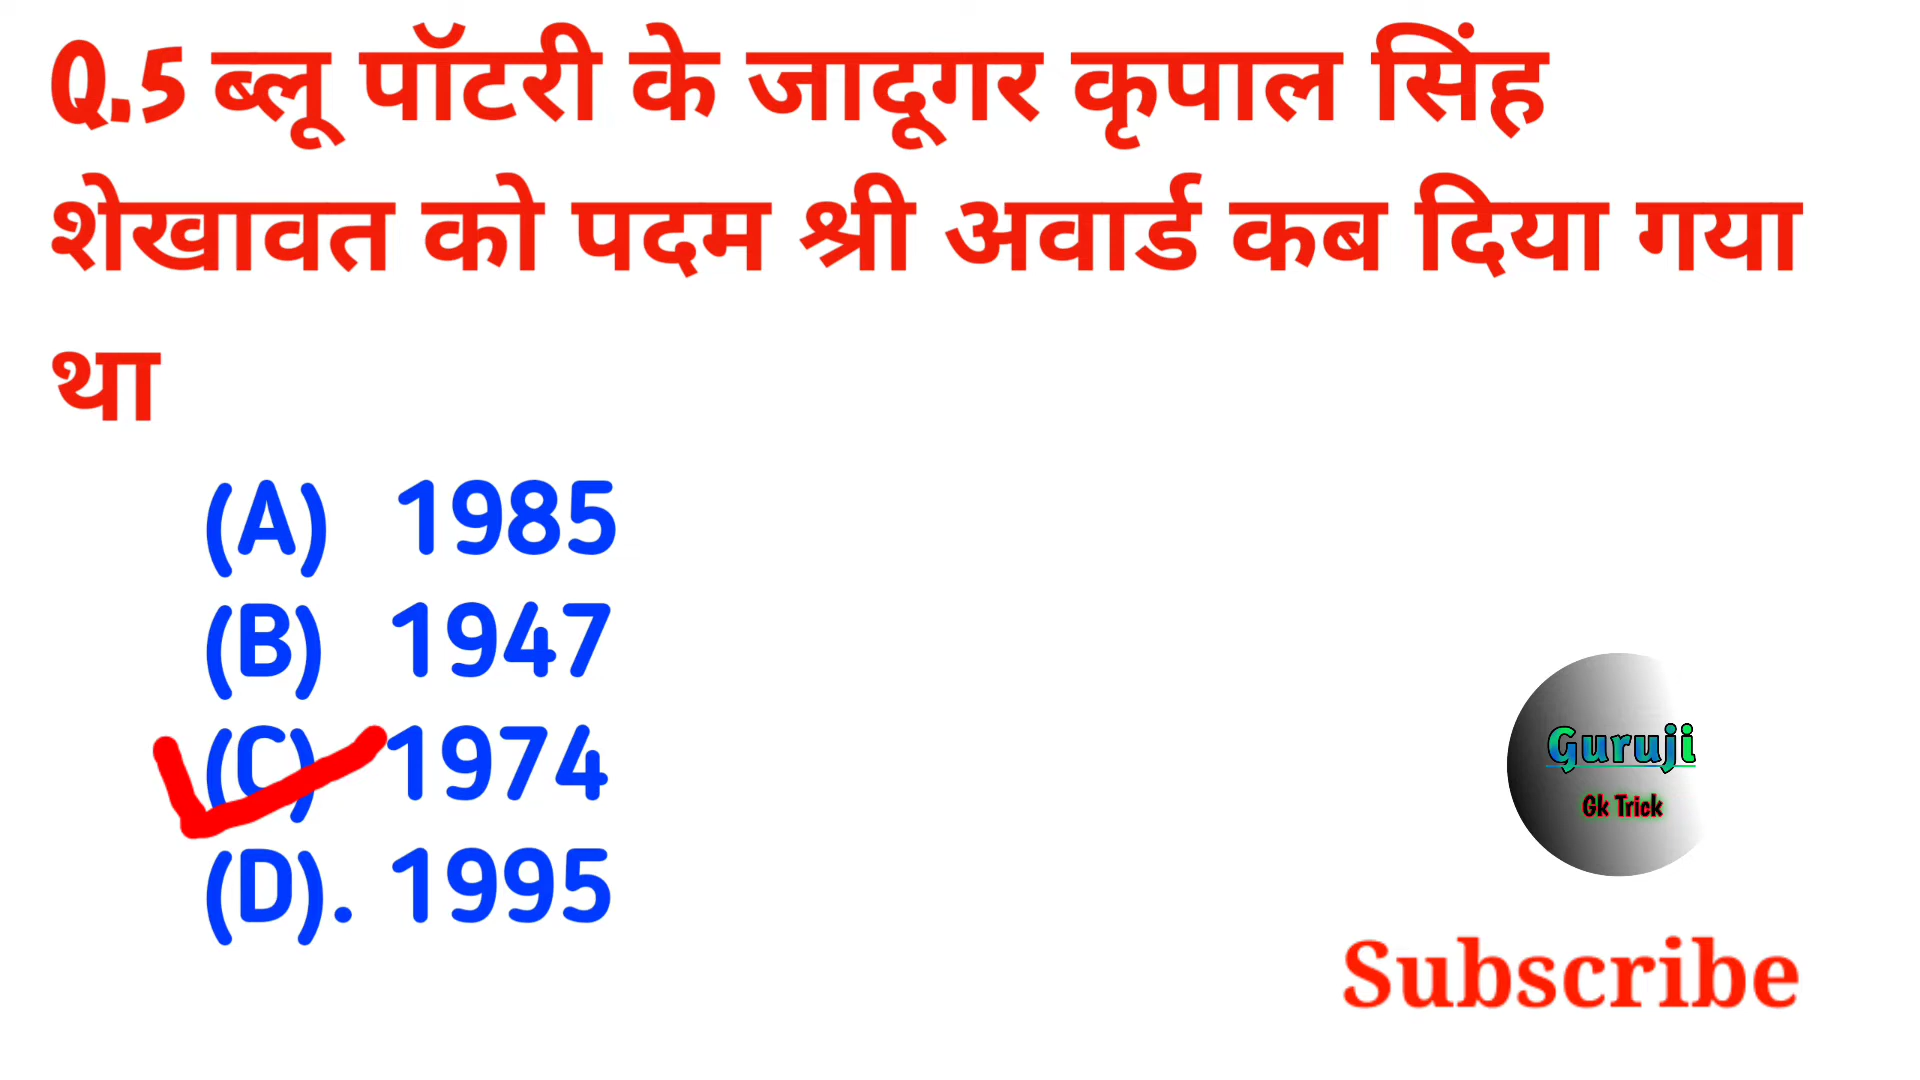 Q.5 ब्लू पॉटरी के जादूगर कृपाल सिंह
शेखावत को पदम श्री अवार्ड कब दिया गया
था
(A) 1985
(B) 1947
(C) 1974
(D). 1995
Guruji
Gk Trick
Subscribe